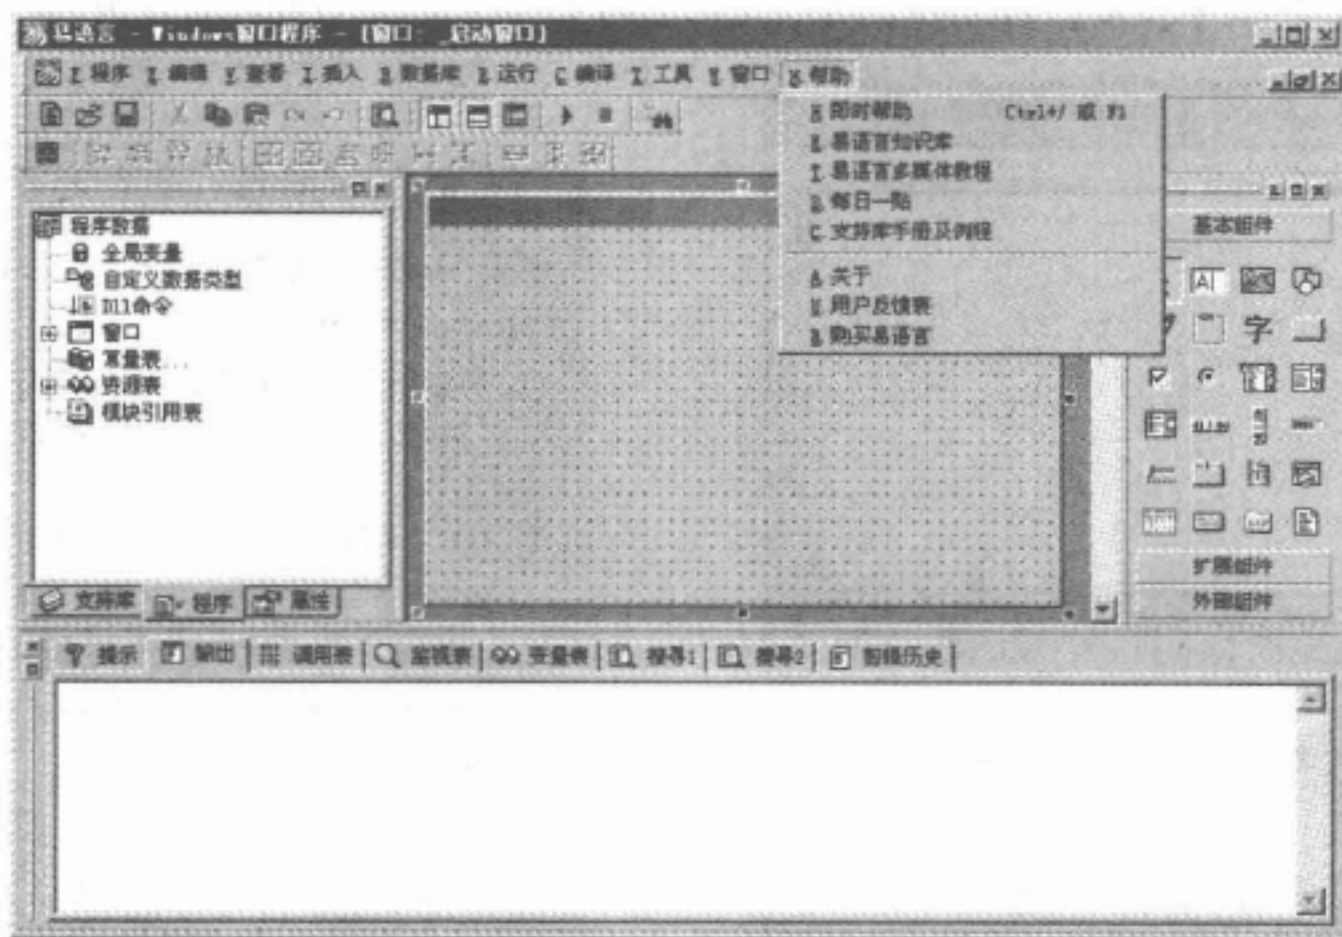 易语言 - Windows窗口程序 - [窗口: _启动窗口]
程序 编辑 V.查看 I.插入 数据库 运行 C.编译 T.工具 窗口 帮助
即时帮助 Ctrl+/ 或 F1
易语言知识库
T.易语言多媒体教程
每日一贴
C.支持库手册及例程
A.关于
用户反馈表
B.购买易语言
程序数据
全局变量
自定义数据类型
Dll命令
窗口
常量表...
资源表
模块引用表
支持库 程序 属性
基本组件
A
字
扩展组件
外部组件
提示 输出 调用表 监视表 变量表 搜寻1 搜寻2 剪辑历史